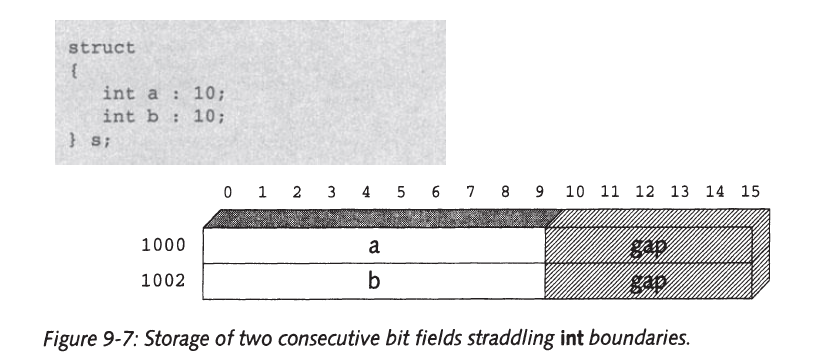 struct
{
int a : 10;
int b : 10;
} s;
0 1 2 3 4 5 6 7 8 9 10 11 12 13 14 15
1000 a gap
1002 b gap
Figure 9-7: Storage of two consecutive bit fields straddling int boundaries.